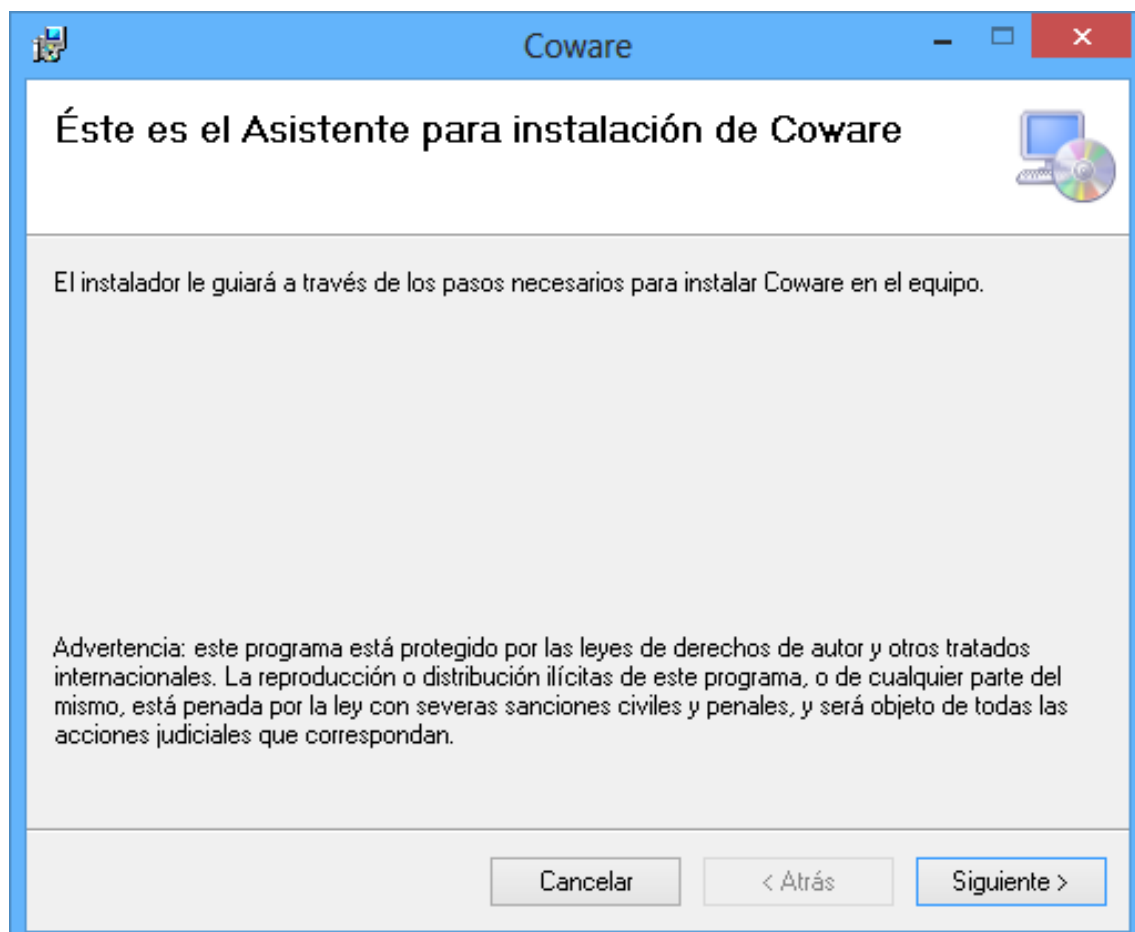 Coware
Éste es el Asistente para instalación de Coware
El instalador le guiará a través de los pasos necesarios para instalar Coware en el equipo.
Advertencia: este programa está protegido por las leyes de derechos de autor y otros tratados
internacionales. La reproducción o distribución ilícitas de este programa, o de cualquier parte del
mismo, está penada por la ley con severas sanciones civiles y penales, y será objeto de todas las
acciones judiciales que correspondan.
Cancelar < Atrás Siguiente >